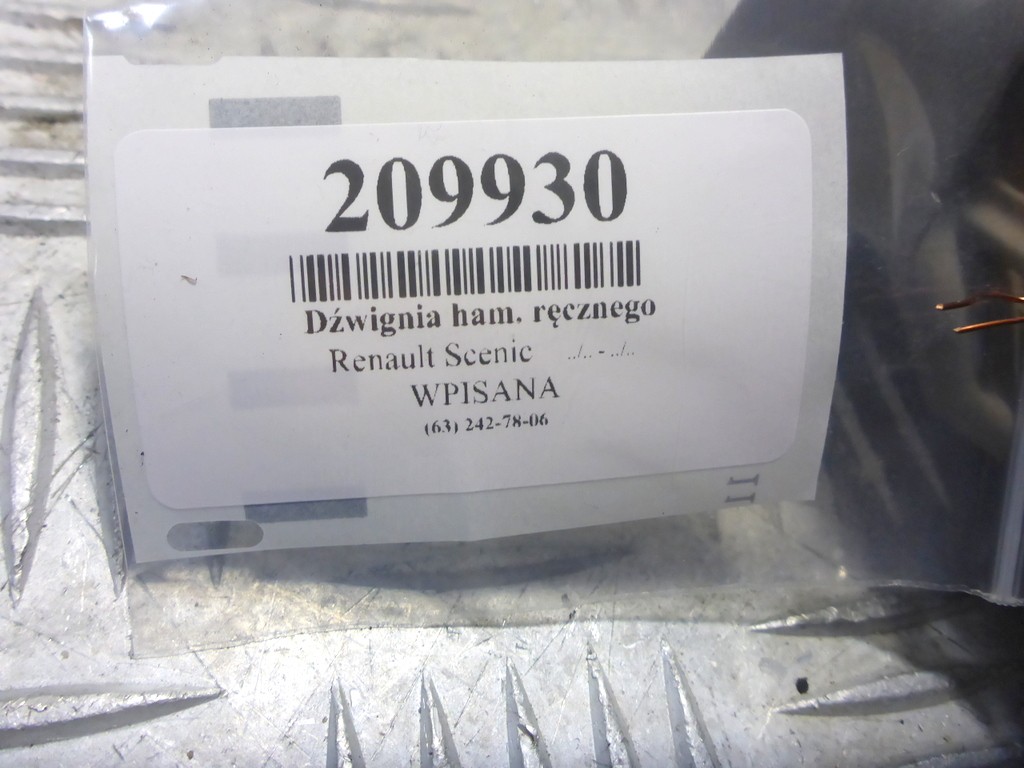 209930
Dźwignia ham. ręcznego
Renault Scenic ../.. - ../..
WPISANA
(63) 242-78-06